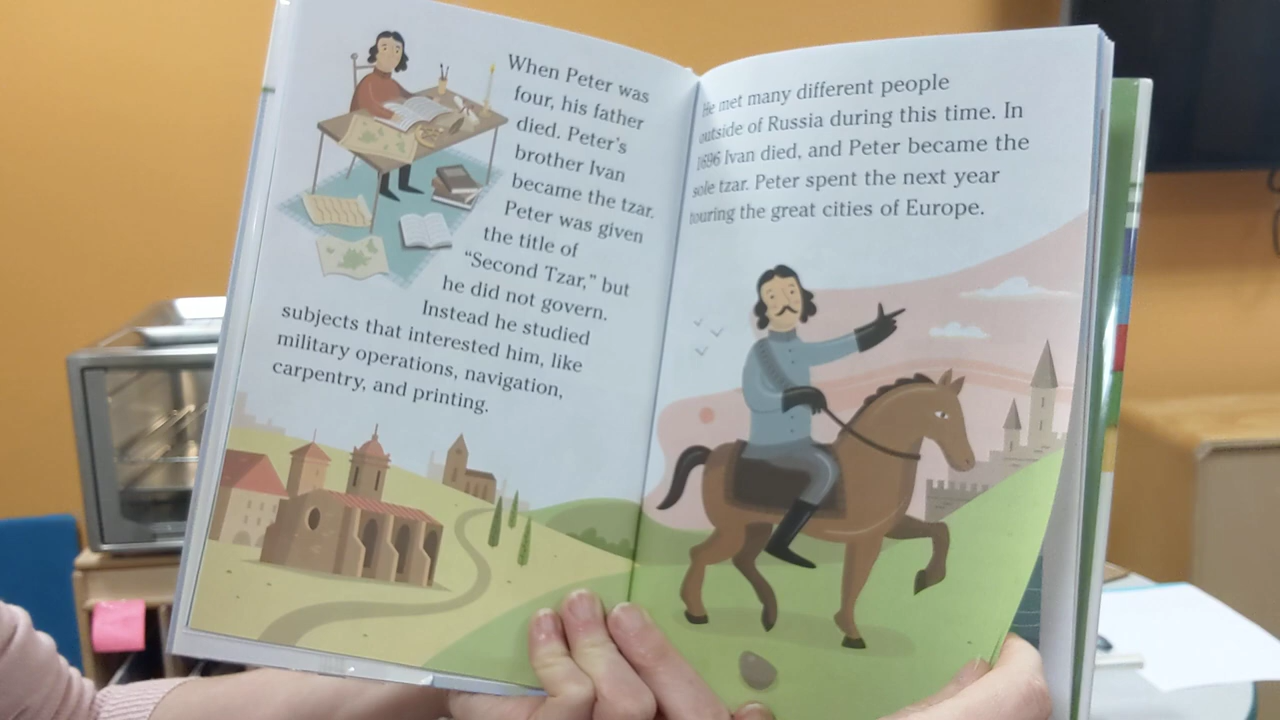 When Peter was
four, his father
died. Peter's
brother Ivan
became the tzar.
Peter was given
the title of
"Second Tzar," but
he did not govern.
Instead he studied
subjects that interested him, like
military operations, navigation,
carpentry, and printing.
He met many different people
outside of Russia during this time. In
1696 Ivan died, and Peter became the
sole tzar. Peter spent the next year
touring the great cities of Europe.